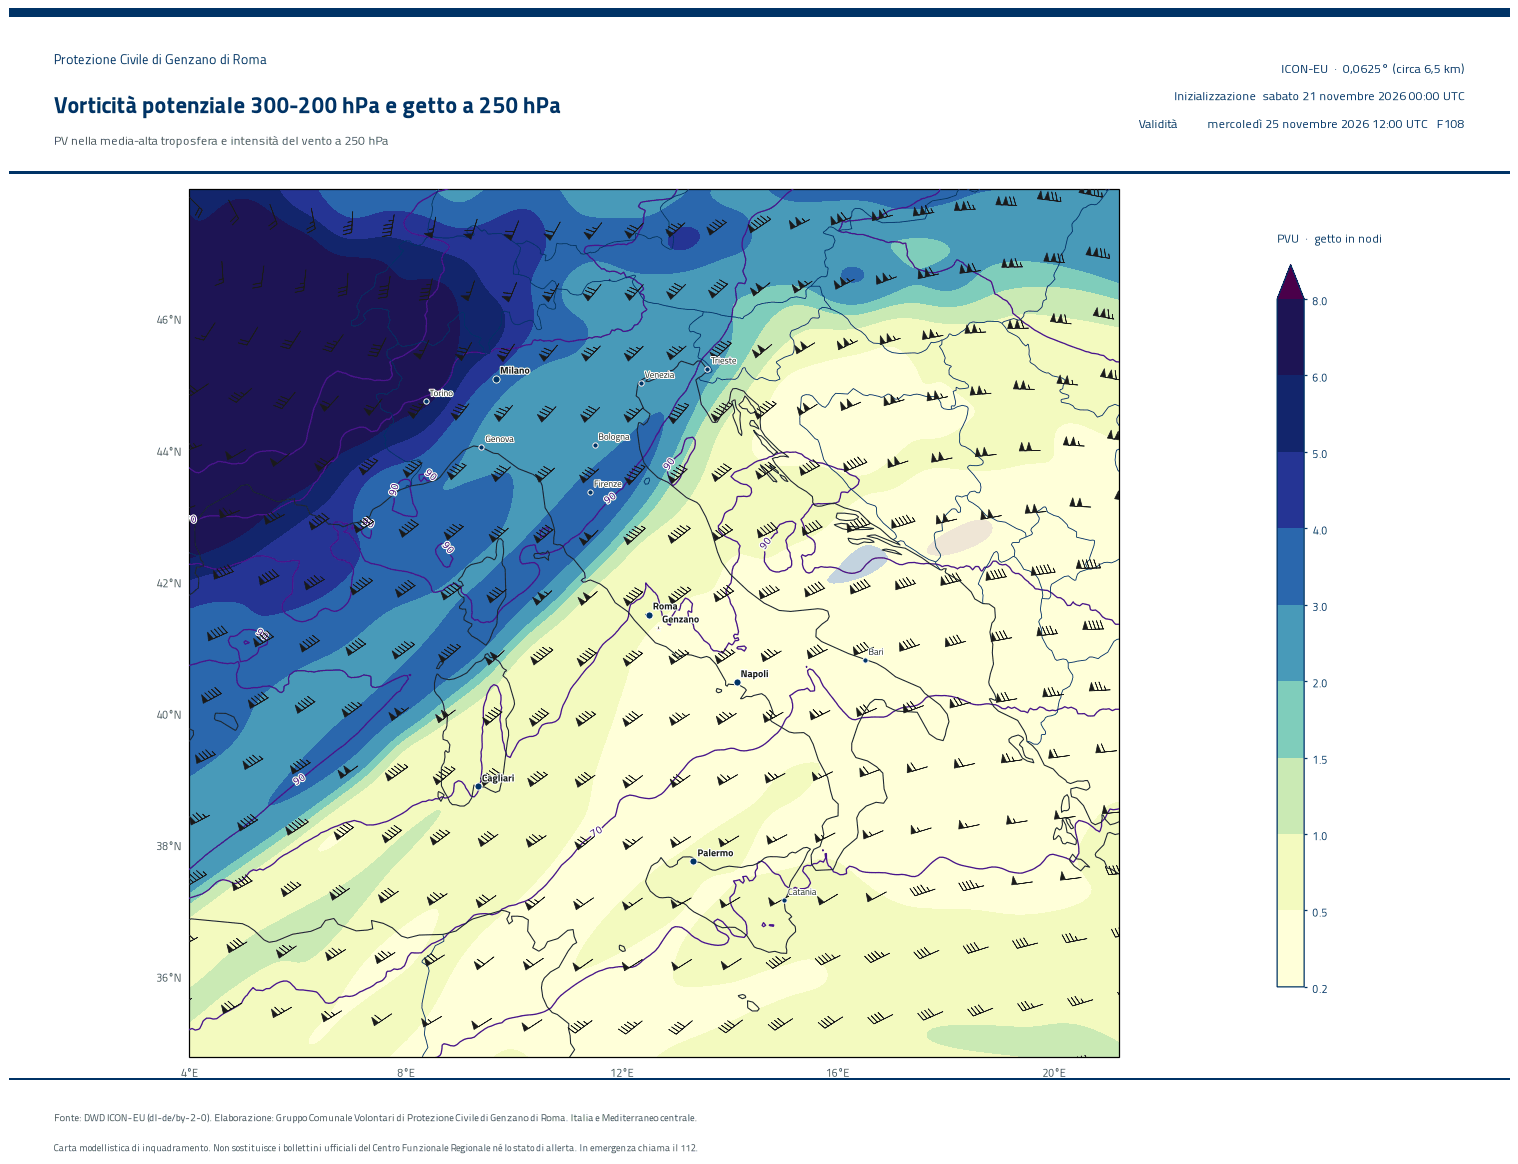 Protezione Civile di Genzano di Roma
Vorticità potenziale 300-200 hPa e getto a 250 hPa
PV nella media-alta troposfera e intensità del vento a 250 hPa
ICON-EU · 0,0625° (circa 6,5 km)
Inizializzazione sabato 21 novembre 2026 00:00 UTC
Validità mercoledì 25 novembre 2026 12:00 UTC F108
PVU · getto in nodi
8.0
6.0
5.0
4.0
3.0
2.0
1.5
1.0
0.5
0.2
46°N
44°N
42°N
40°N
38°N
36°N
4°E
8°E
12°E
16°E
20°E
Trieste
Milano
Venezia
Torino
Genova
Bologna
90
90
90
Firenze
90
90
90
Roma
Genzano
Bari
Napoli
90
Cagliari
70
Palermo
Catania
Fonte: DWD ICON-EU (dl-de/by-2-0). Elaborazione: Gruppo Comunale Volontari di Protezione Civile di Genzano di Roma. Italia e Mediterraneo centrale.
Carta modellistica di inquadramento. Non sostituisce i bollettini ufficiali del Centro Funzionale Regionale né lo stato di allerta. In emergenza chiama il 112.